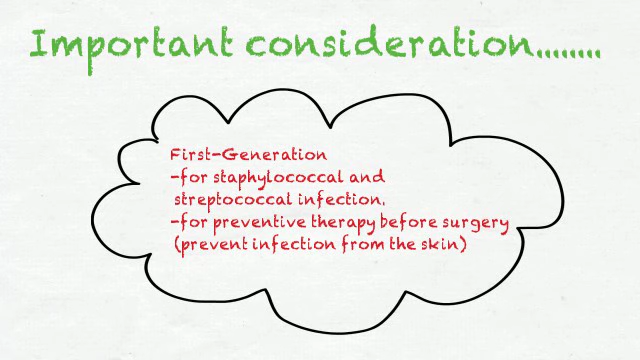 Important consideration........
First-Generation
-for staphylococcal and
streptococcal infection.
-for preventive therapy before surgery
(prevent infection from the skin)